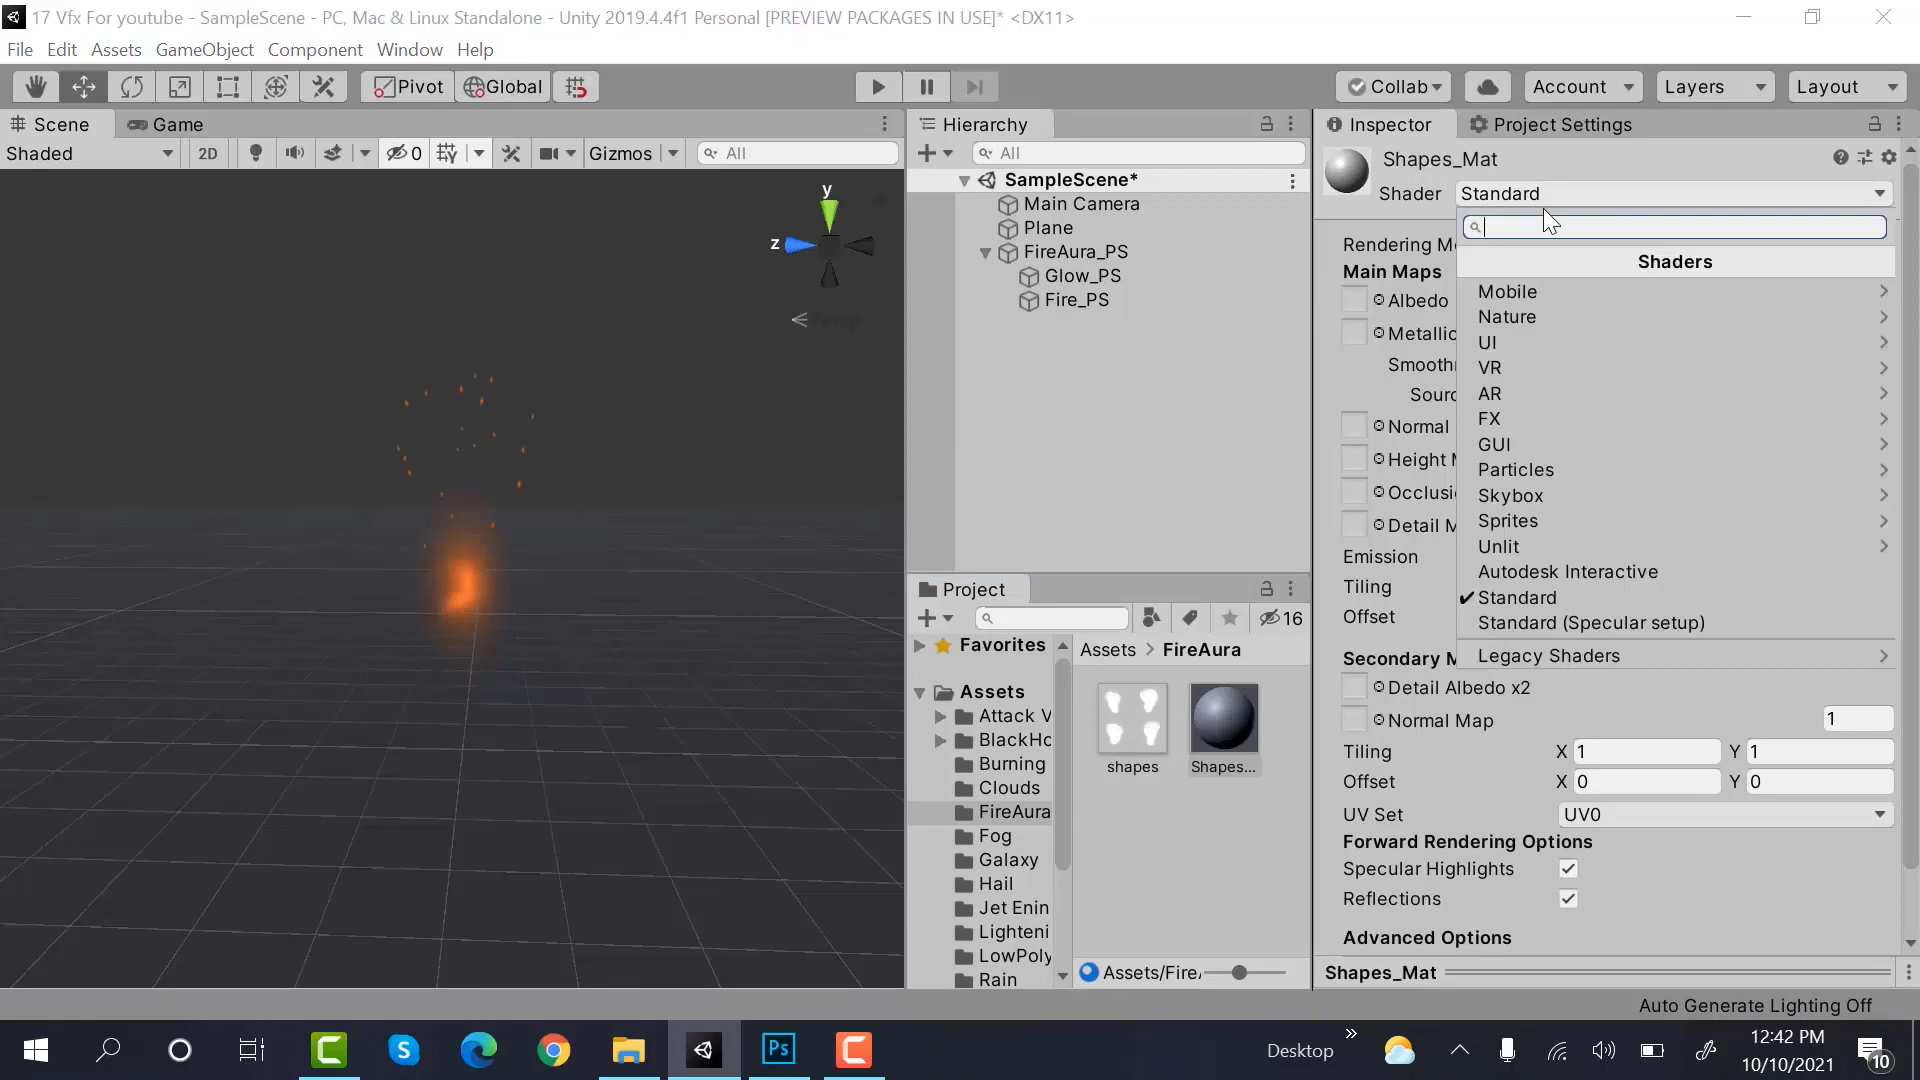 17 Vfx For youtube - SampleScene - PC, Mac & Linux Standalone - Unity 2019.4.4f1 Personal [PREVIEW PACKAGES IN USE]* <DX11>
File Edit Assets GameObject Component Window Help
Pivot Global Collab Account Layers Layout
Scene Game
Shaded 2D 0 Gizmos All
y
z
Hierarchy
All
SampleScene*
Main Camera
Plane
FireAura_PS
Glow_PS
Fire_PS
Project
16
Favorites
Assets
Attack V
BlackHo
Burning
Clouds
FireAura
Fog
Galaxy
Hail
Jet Enin
Lighteni
LowPoly
Rain
Assets > FireAura
shapes
Shapes...
Assets/Fire
Inspector Project Settings
Shapes_Mat
Shader Standard
Shaders
Mobile
Nature
UI
VR
AR
FX
GUI
Particles
Skybox
Sprites
Unlit
Autodesk Interactive
Standard
Standard (Specular setup)
Legacy Shaders
Rendering M
Main Maps
Albedo
Metallic
Smooth
Sourc
Normal
Height M
Occlusi
Detail M
Emission
Tiling
Offset
Secondary M
Detail Albedo x2
Normal Map 1
Tiling X 1 Y 1
Offset X 0 Y 0
UV Set UV0
Forward Rendering Options
Specular Highlights
Reflections
Advanced Options
Shapes_Mat
Auto Generate Lighting Off
Ps
Desktop
12:42 PM
10/10/2021
10